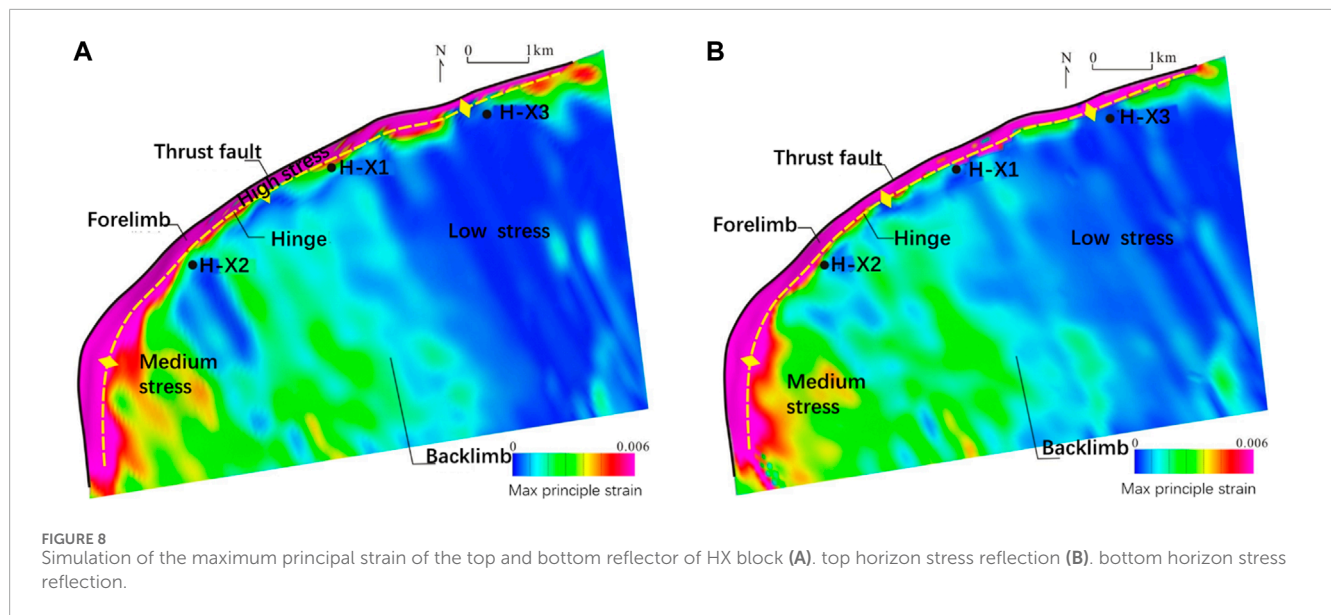 A
N
0 1km
H-X3
Thrust fault
High stress
H-X1
Forelimb
Hinge
Low stress
H-X2
Medium
stress
Backlimb
0 0.006
Max principle strain
B
N
0 1km
H-X3
Thrust fault
H-X1
Forelimb
Hinge
Low stress
H-X2
Medium
stress
Backlimb
0 0.006
Max principle strain
FIGURE 8
Simulation of the maximum principal strain of the top and bottom reflector of HX block (A). top horizon stress reflection (B). bottom horizon stress
reflection.